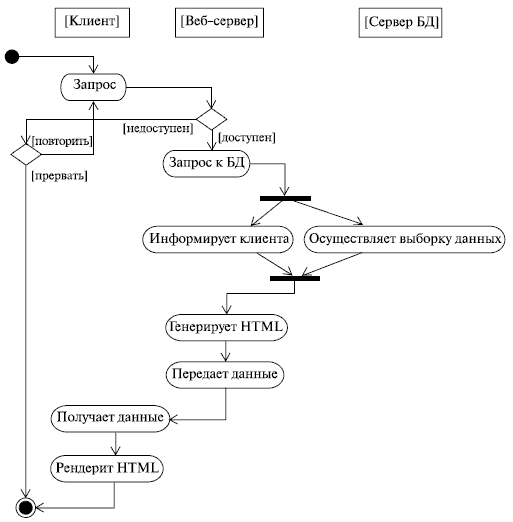 [Клиент]
[Веб-сервер]
[Сервер БД]
Запрос
[недоступен]
[повторить]
[доступен]
Запрос к БД
[прервать]
Информирует клиента
Осуществляет выборку данных
Генерирует HTML
Передает данные
Получает данные
Рендерит HTML